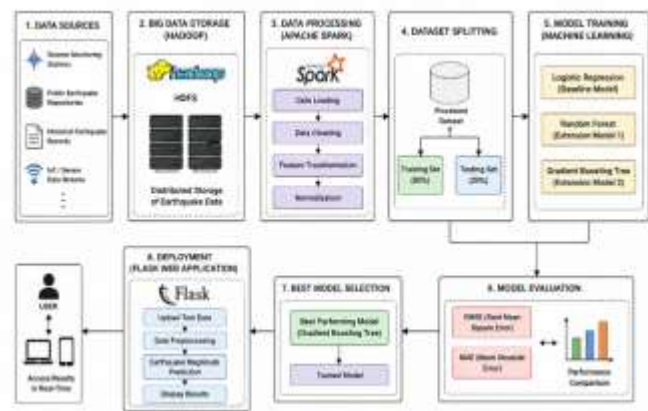 1. DATA SOURCES
Seismic Monitoring
Stations
Public Earthquake
Repositories
Historical Earthquake
Records
IoT / Sensor
Data Streams
2. BIG DATA STORAGE
(HADOOP)
hadoop
HDFS
Distributed Storage
of Earthquake Data
3. DATA PROCESSING
(APACHE SPARK)
Spark
Data Loading
Data Cleaning
Feature Transformation
Normalization
4. DATASET SPLITTING
Processed
Dataset
Training Set
(80%)
Testing Set
(20%)
5. MODEL TRAINING
(MACHINE LEARNING)
Logistic Regression
(Baseline Model)
Random Forest
(Extension Model 1)
Gradient Boosting Tree
(Extension Model 2)
6. MODEL EVALUATION
RMSE (Root Mean
Square Error)
MAE (Mean Absolute
Error)
Performance
Comparison
7. BEST MODEL SELECTION
Best Performing Model
(Gradient Boosting Tree)
Trained Model
8. DEPLOYMENT
(FLASK WEB APPLICATION)
Flask
Upload Test Data
Data Preprocessing
Earthquake Magnitude
Prediction
Display Results
USER
Access Results
in Real-Time